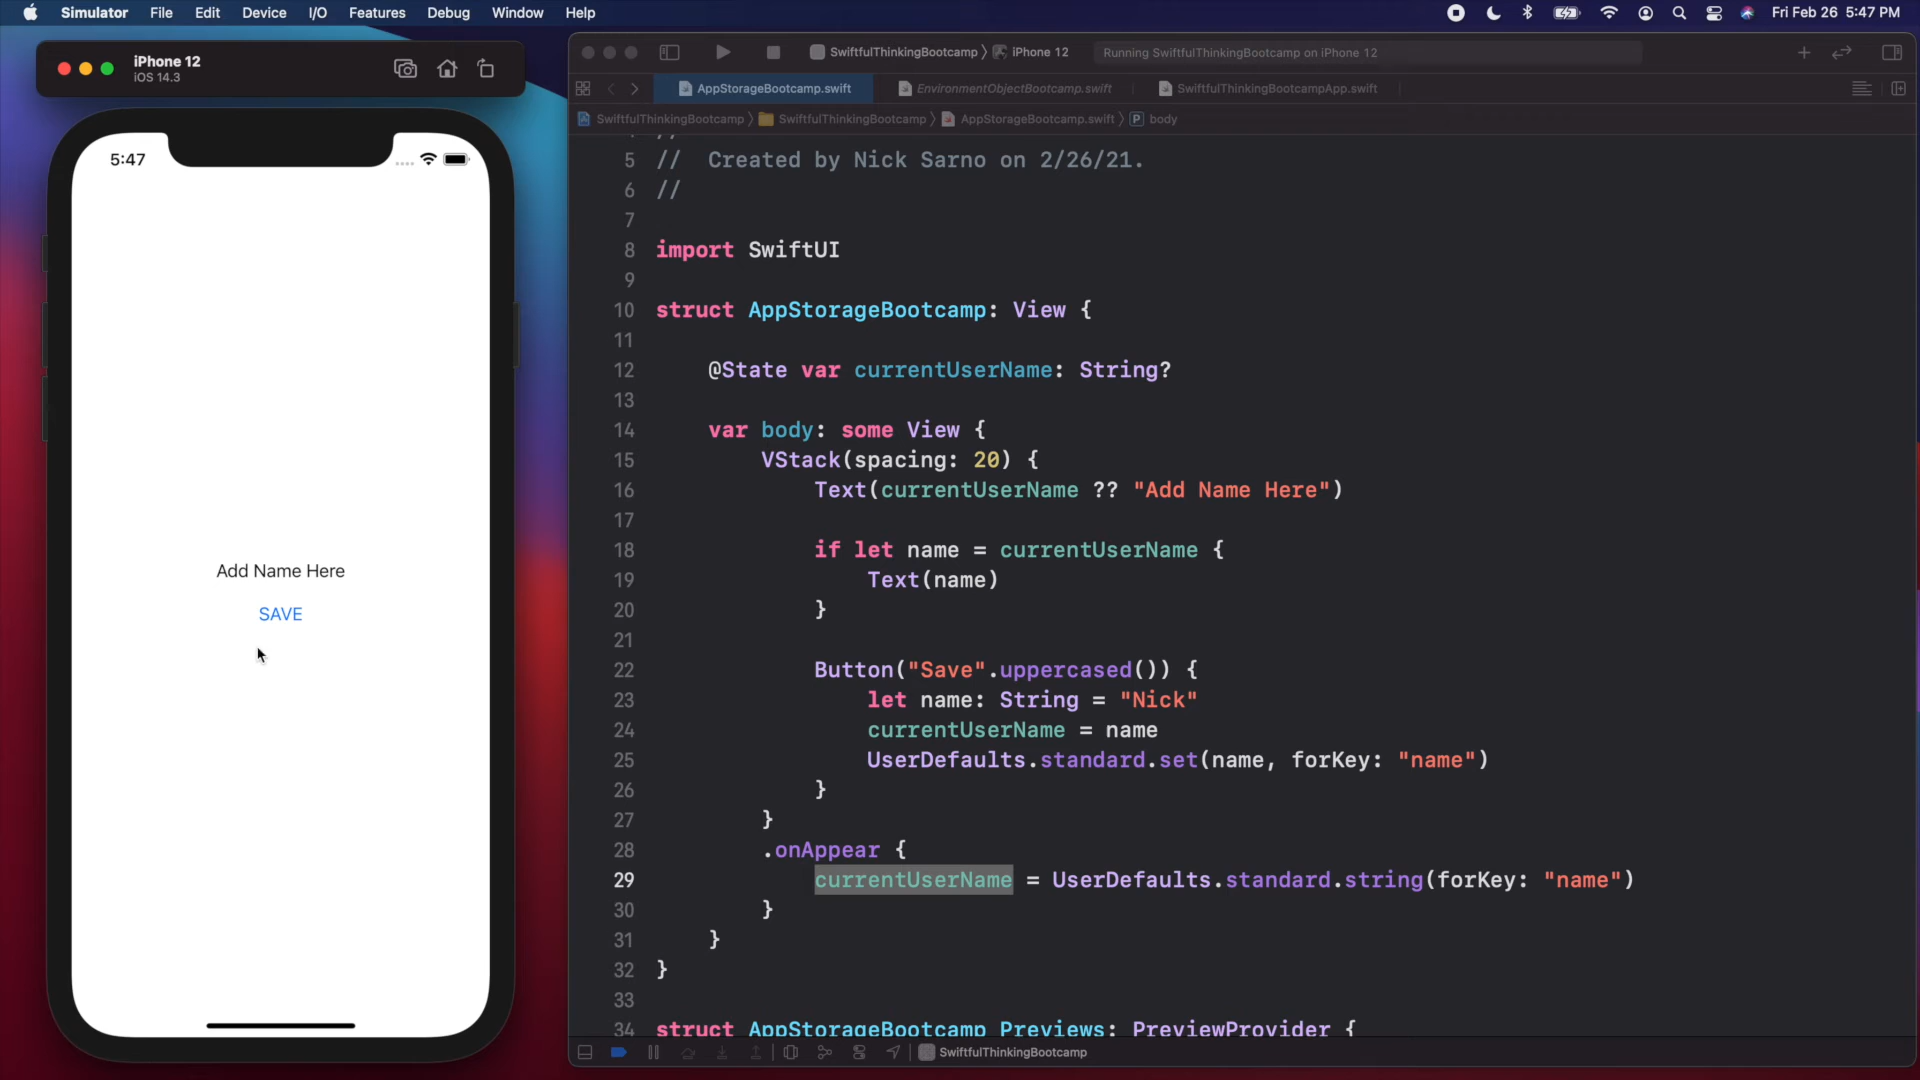 Simulator File Edit Device I/O Features Debug Window Help Fri Feb 26 5:47 PM
iPhone 12
iOS 14.3
5:47
Add Name Here
SAVE
SwiftfulThinkingBootcamp iPhone 12 Running SwiftfulThinkingBootcamp on iPhone 12
AppStorageBootcamp.swift EnvironmentObjectBootcamp.swift SwiftfulThinkingBootcampApp.swift
SwiftfulThinkingBootcamp SwiftfulThinkingBootcamp AppStorageBootcamp.swift P body
5 // Created by Nick Sarno on 2/26/21.
6 //
7
8 import SwiftUI
9
10 struct AppStorageBootcamp: View {
11
12 @State var currentUserName: String?
13
14 var body: some View {
15 VStack(spacing: 20) {
16 Text(currentUserName ?? "Add Name Here")
17
18 if let name = currentUserName {
19 Text(name)
20 }
21
22 Button("Save".uppercased()) {
23 let name: String = "Nick"
24 currentUserName = name
25 UserDefaults.standard.set(name, forKey: "name")
26 }
27 }
28 .onAppear {
29 currentUserName = UserDefaults.standard.string(forKey: "name")
30 }
31 }
32 }
33
34 struct AppStorageBootcamp_Previews: PreviewProvider {
SwiftfulThinkingBootcamp